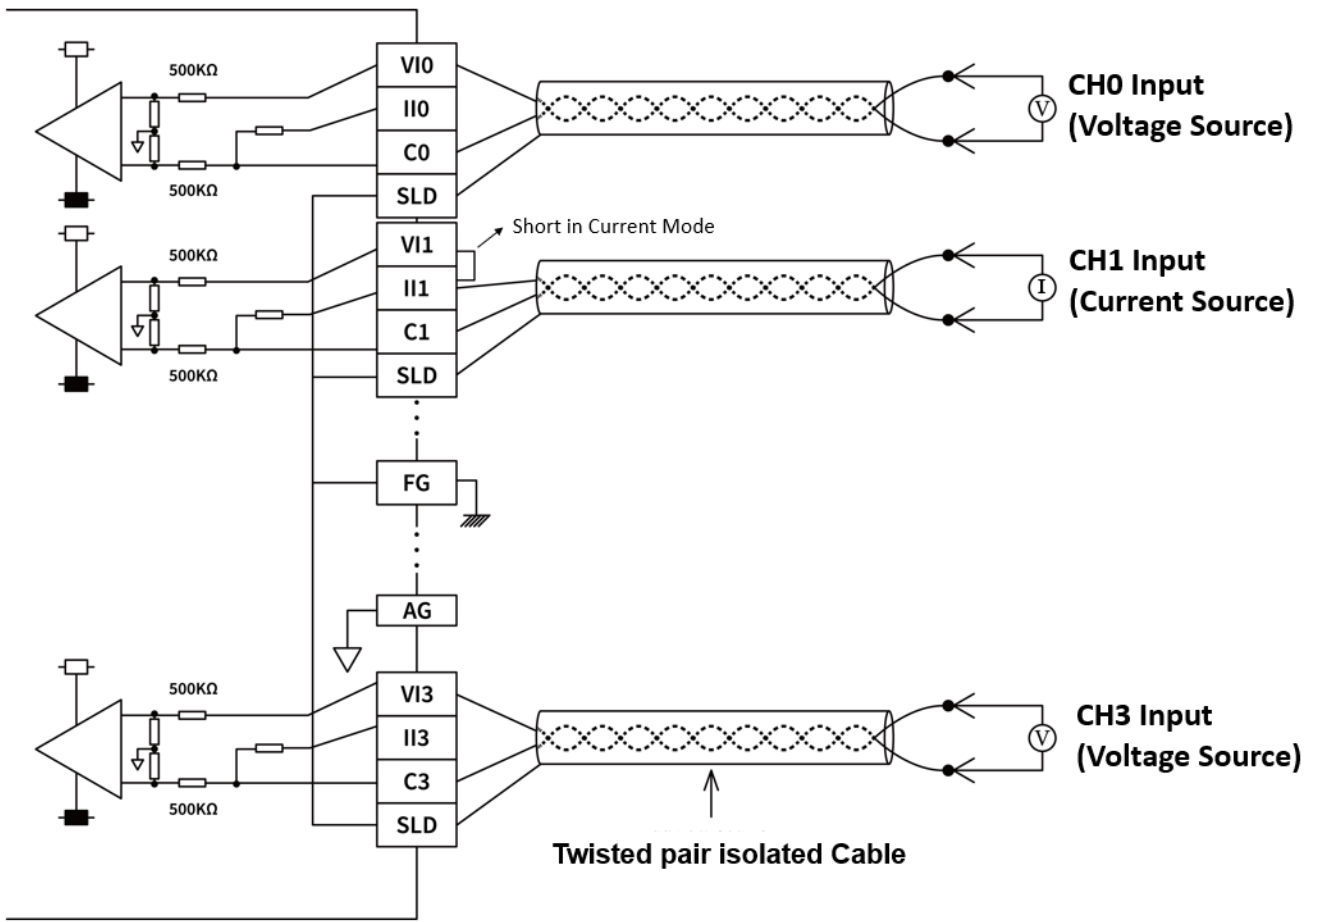 500KΩ
VI0
II0
C0
SLD
500KΩ
CH0 Input
(Voltage Source)
V
Short in Current Mode
500KΩ
VI1
II1
C1
SLD
500KΩ
CH1 Input
(Current Source)
I
FG
AG
500KΩ
VI3
II3
C3
SLD
500KΩ
CH3 Input
(Voltage Source)
V
Twisted pair isolated Cable